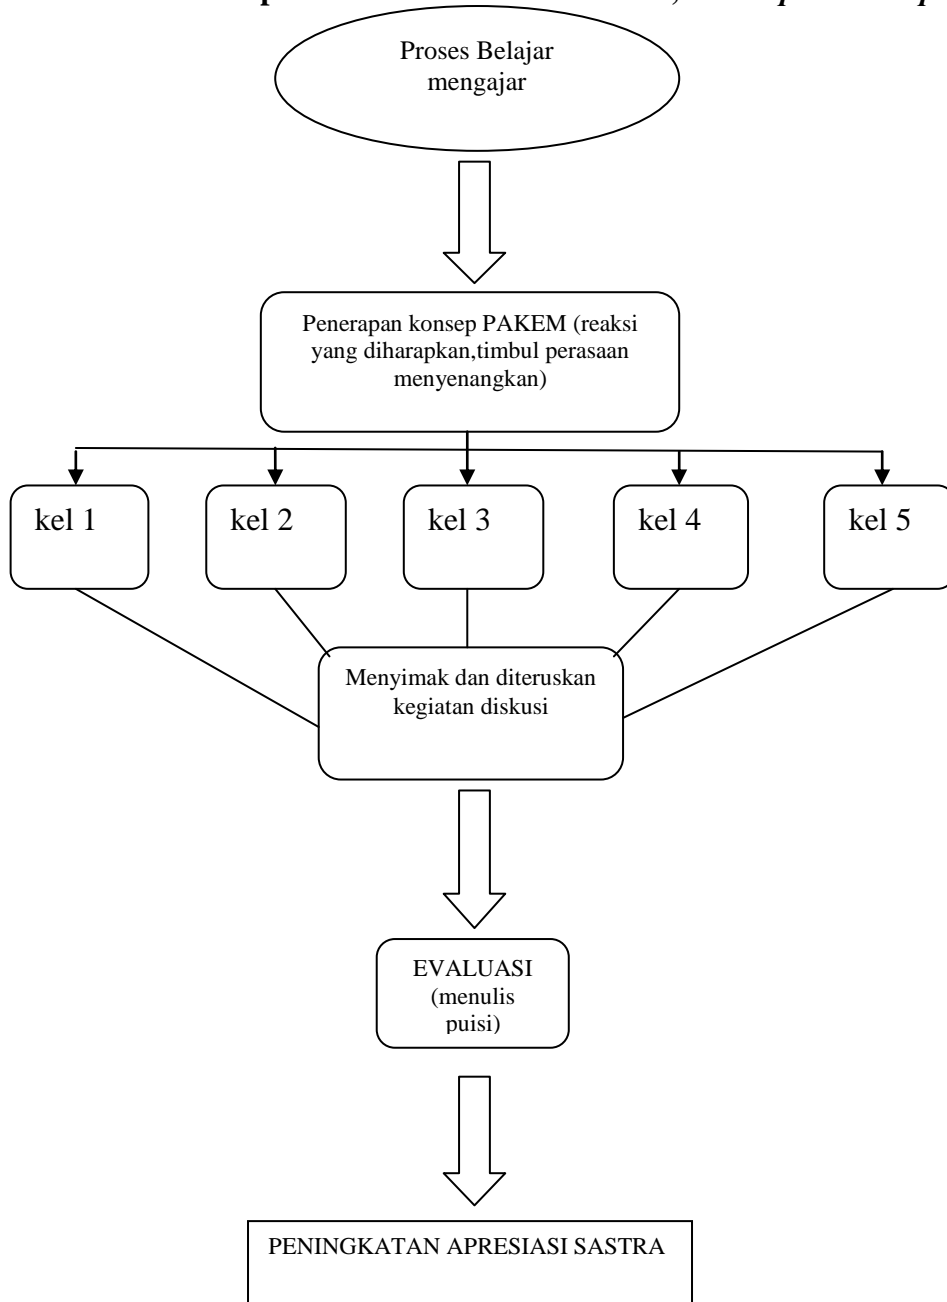 Proses Belajar
mengajar
Penerapan konsep PAKEM (reaksi
yang diharapkan,timbul perasaan
menyenangkan)
kel 1 kel 2 kel 3 kel 4 kel 5
Menyimak dan diteruskan
kegiatan diskusi
EVALUASI
(menulis
puisi)
PENINGKATAN APRESIASI SASTRA